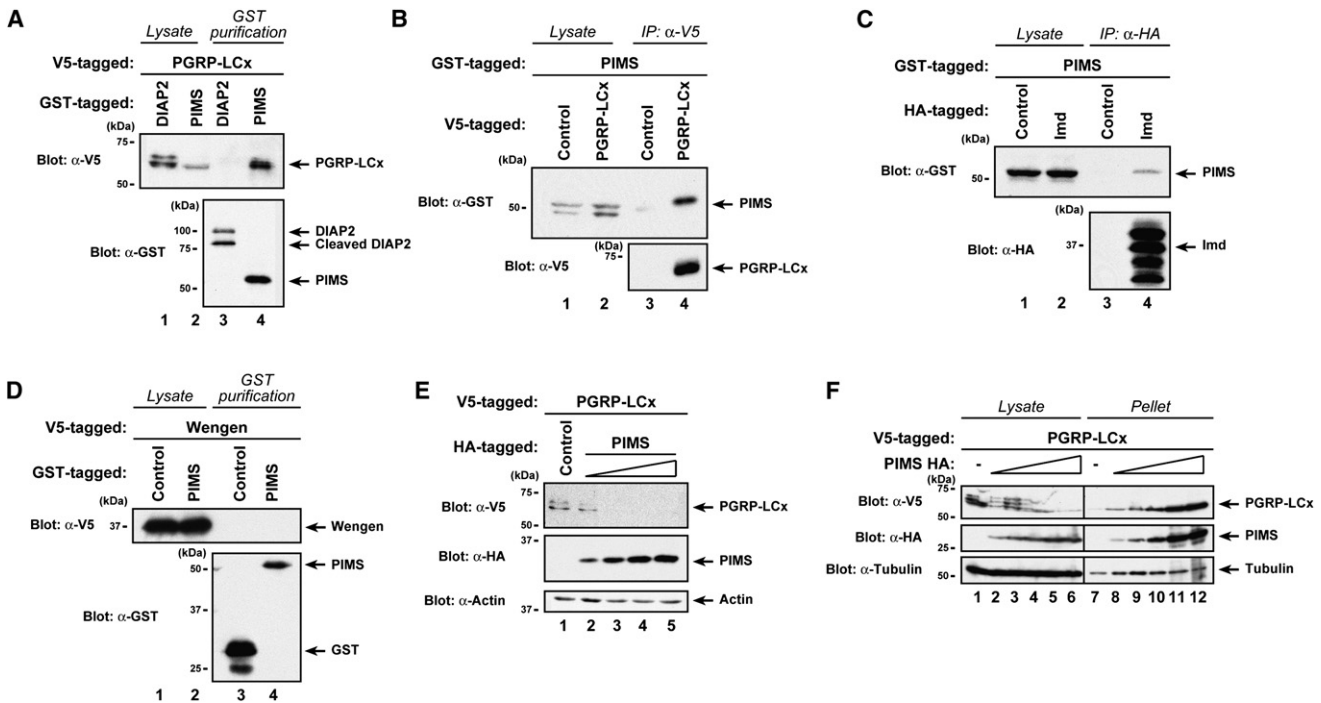 A
Lysate
GST
purification
V5-tagged:
PGRP-LCx
GST-tagged:
DIAP2
PIMS
DIAP2
PIMS
(kDa)
75-
50-
Blot: α-V5
PGRP-LCx
(kDa)
100-
75-
50-
Blot: α-GST
DIAP2
Cleaved DIAP2
PIMS
1 2 3 4
B
Lysate
IP: α-V5
GST-tagged:
PIMS
V5-tagged:
Control
PGRP-LCx
Control
PGRP-LCx
(kDa)
Blot: α-GST
50-
PIMS
(kDa)
75-
Blot: α-V5
PGRP-LCx
1 2 3 4
C
Lysate
IP: α-HA
GST-tagged:
PIMS
HA-tagged:
Control
Imd
Control
Imd
(kDa)
Blot: α-GST
50-
PIMS
(kDa)
37-
Blot: α-HA
Imd
1 2 3 4
D
Lysate
GST
purification
V5-tagged:
Wengen
GST-tagged:
Control
PIMS
Control
PIMS
(kDa)
Blot: α-V5
37-
Wengen
(kDa)
50-
37-
25-
Blot: α-GST
PIMS
GST
1 2 3 4
E
V5-tagged:
PGRP-LCx
HA-tagged:
Control
PIMS
(kDa)
75-
50-
Blot: α-V5
PGRP-LCx
37-
Blot: α-HA
PIMS
Blot: α-Actin
37-
Actin
1 2 3 4 5
F
Lysate
Pellet
V5-tagged:
PGRP-LCx
PIMS HA:
- -
(kDa)
75-
50-
Blot: α-V5
PGRP-LCx
37-
25-
Blot: α-HA
PIMS
Blot: α-Tubulin
50-
Tubulin
1 2 3 4 5 6 7 8 9 10 11 12